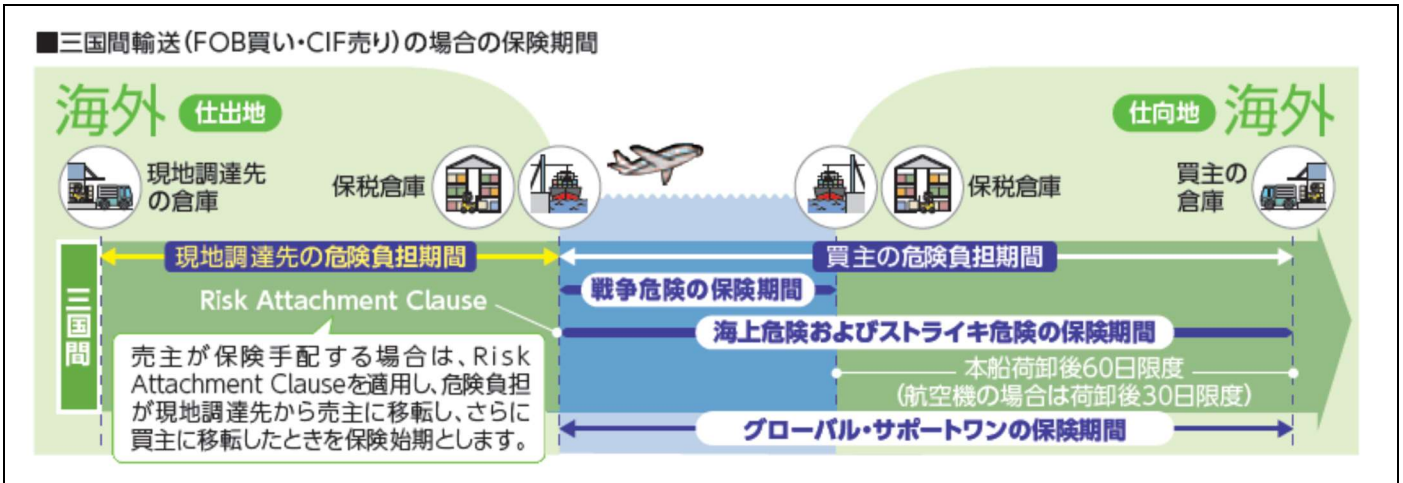 ■三国間輸送(FOB買い・CIF売り)の場合の保険期間
海外 仕出地
仕向地 海外
現地調達先
の倉庫
保税倉庫
保税倉庫
買主の
倉庫
三国間
現地調達先の危険負担期間
買主の危険負担期間
戦争危険の保険期間
Risk Attachment Clause
海上危険およびストライキ危険の保険期間
売主が保険手配する場合は、Risk
Attachment Clauseを適用し、危険負担
が現地調達先から売主に移転し、さらに
買主に移転したときを保険始期とします。
本船荷卸後60日限度
(航空機の場合は荷卸後30日限度)
グローバル・サポートワンの保険期間